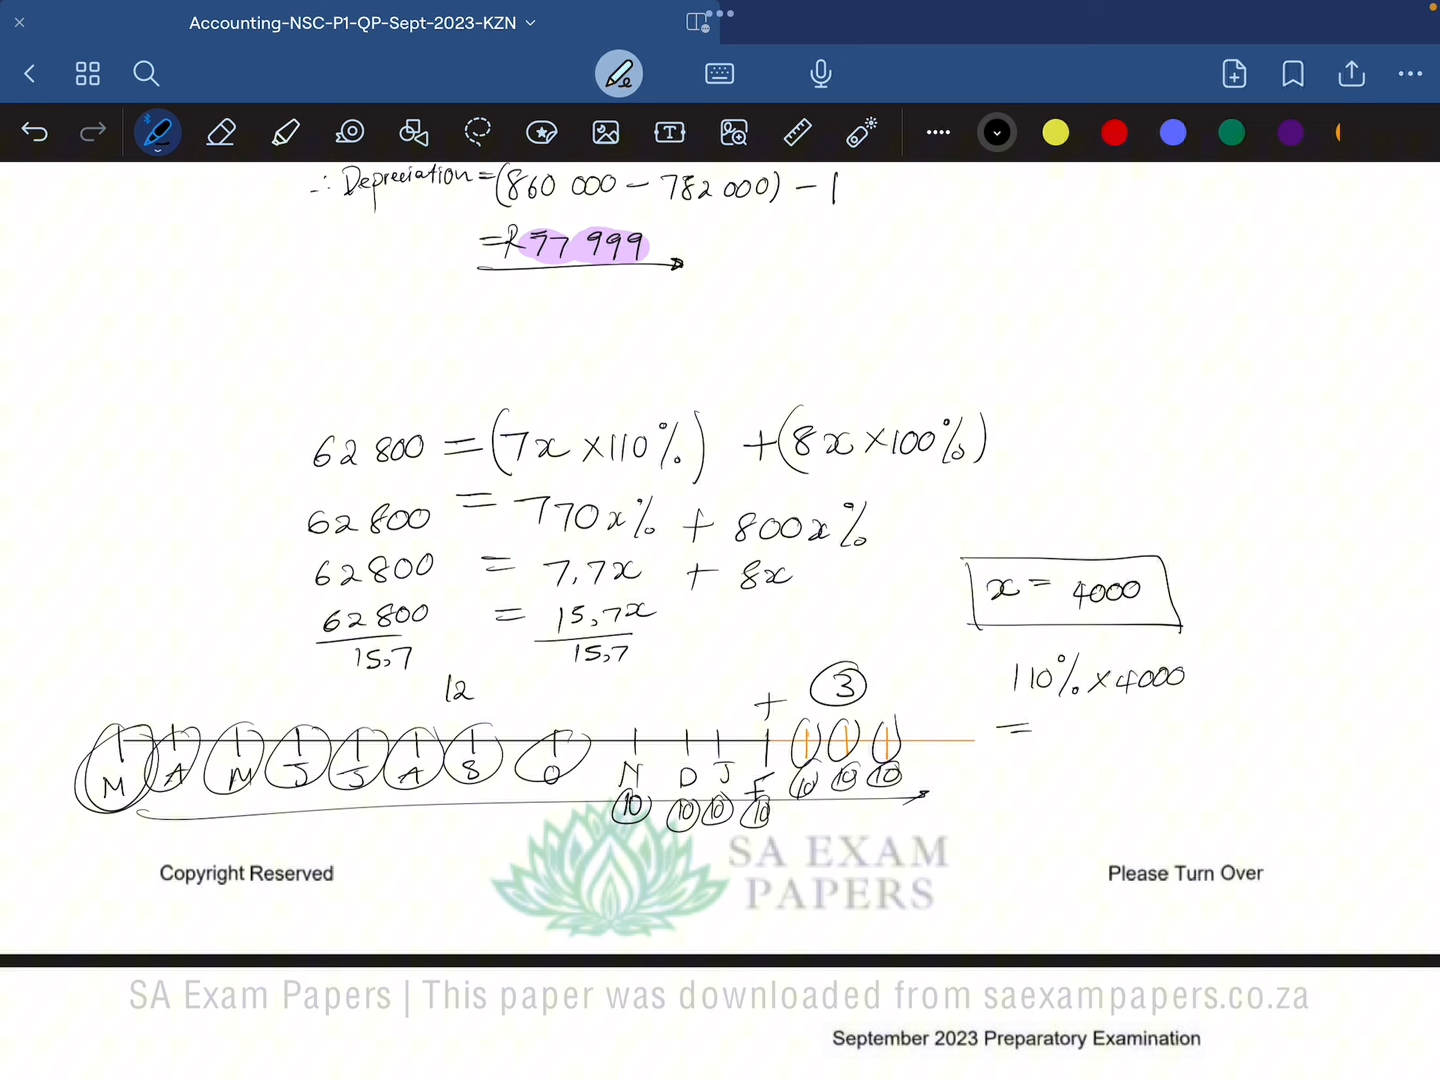 Accounting-NSC-P1-QP-Sept-2023-KZN
∴ Depreciation = (860 000 − 782 000) − 1
= R 77 999
62 800 = (7x × 110%) + (8x × 100%)
62 800 = 770x% + 800x%
62 800 = 7,7x + 8x
x = 4000
62 800 = 15,7x
15,7 15,7
110% × 4000
=
12 + 3
M A M J J A S O N D J F 10 10 10
10 10 10 10
SA EXAM
PAPERS
Copyright Reserved
Please Turn Over
SA Exam Papers | This paper was downloaded from saexampapers.co.za
September 2023 Preparatory Examination